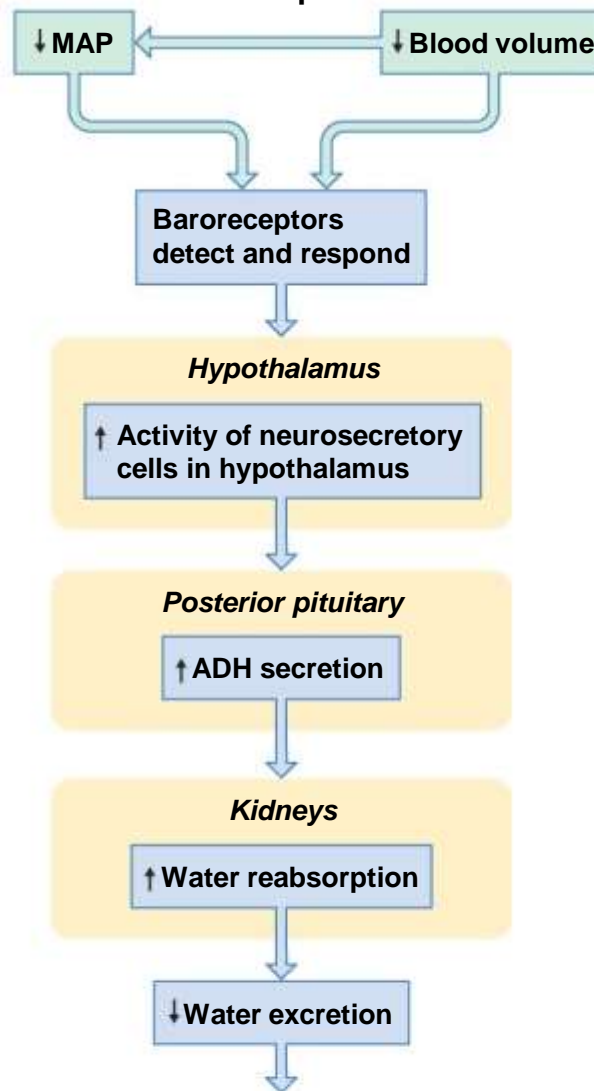 ↓ MAP
↓ Blood volume
Baroreceptors
detect and respond
Hypothalamus
↑ Activity of neurosecretory
cells in hypothalamus
Posterior pituitary
↑ ADH secretion
Kidneys
↑ Water reabsorption
↓ Water excretion